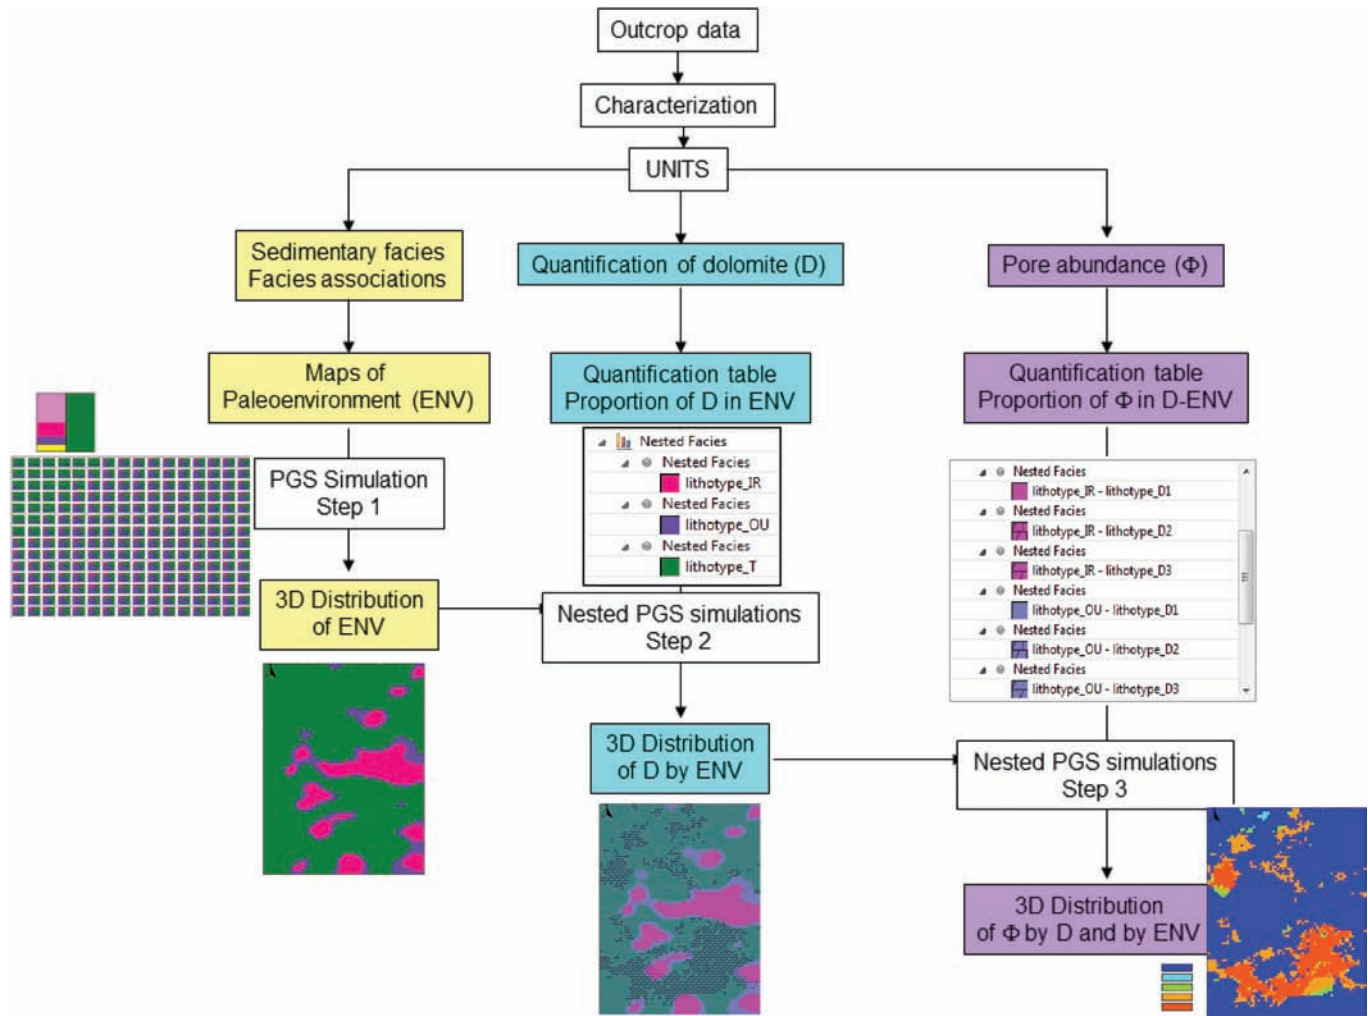 Outcrop data
Characterization
UNITS
Sedimentary facies
Facies associations
Quantification of dolomite (D)
Pore abundance (Φ)
Maps of
Paleoenvironment (ENV)
Quantification table
Proportion of D in ENV
Quantification table
Proportion of Φ in D-ENV
PGS Simulation
Step 1
Nested Facies
Nested Facies
lithotype_IR
Nested Facies
lithotype_OU
Nested Facies
lithotype_T
Nested Facies
lithotype_IR - lithotype_D1
Nested Facies
lithotype_IR - lithotype_D2
Nested Facies
lithotype_IR - lithotype_D3
Nested Facies
lithotype_OU - lithotype_D1
Nested Facies
lithotype_OU - lithotype_D2
Nested Facies
lithotype_OU - lithotype_D3
3D Distribution
of ENV
Nested PGS simulations
Step 2
3D Distribution
of D by ENV
Nested PGS simulations
Step 3
3D Distribution
of Φ by D and by ENV